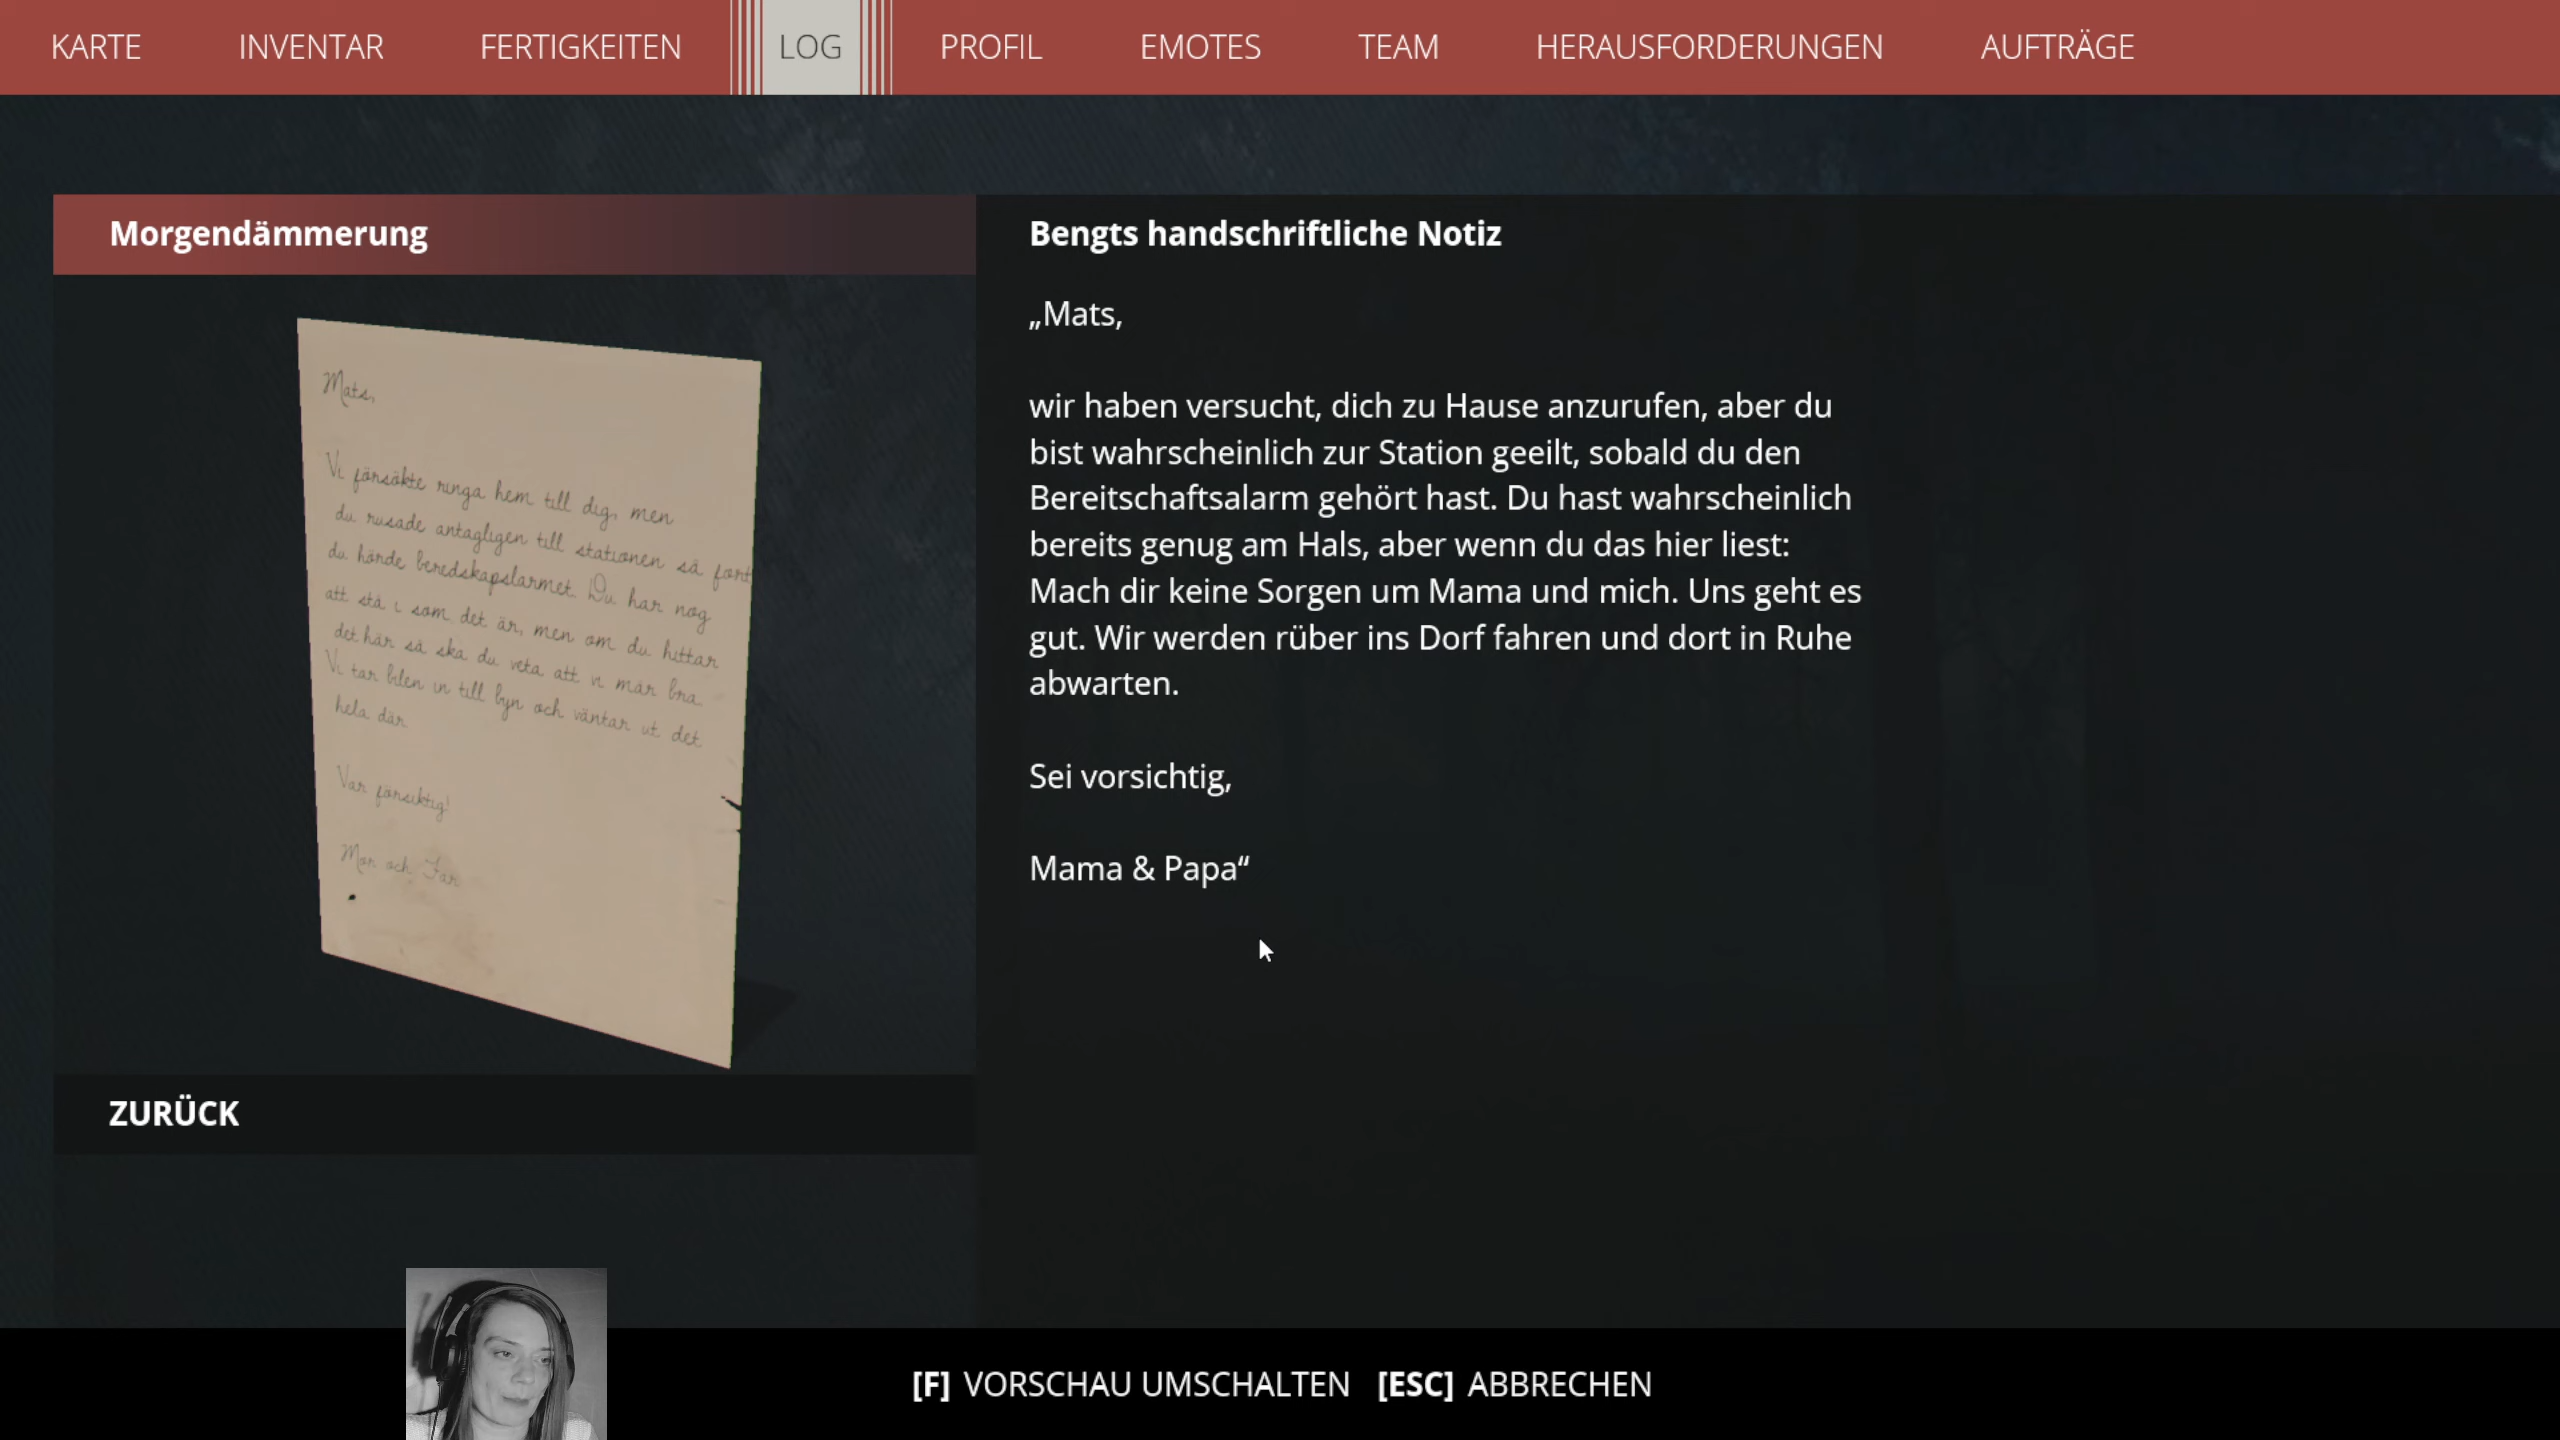 KARTE INVENTAR FERTIGKEITEN LOG PROFIL EMOTES TEAM HERAUSFORDERUNGEN AUFTRÄGE
Morgendämmerung
Mats,
Vi försökte ringa hem till dig, men
du rusade antagligen till stationen så fort
du hörde beredskapslarmet. Du har nog
att stå i som det är, men om du hittar
det här så ska du veta att vi mår bra.
Vi tar bilen in till byn och väntar ut det
hela där.
Var försiktig!
Mor och Far
ZURÜCK
Bengts handschriftliche Notiz
„Mats,
wir haben versucht, dich zu Hause anzurufen, aber du
bist wahrscheinlich zur Station geeilt, sobald du den
Bereitschaftsalarm gehört hast. Du hast wahrscheinlich
bereits genug am Hals, aber wenn du das hier liest:
Mach dir keine Sorgen um Mama und mich. Uns geht es
gut. Wir werden rüber ins Dorf fahren und dort in Ruhe
abwarten.
Sei vorsichtig,
Mama & Papa“
[F] VORSCHAU UMSCHALTEN [ESC] ABBRECHEN